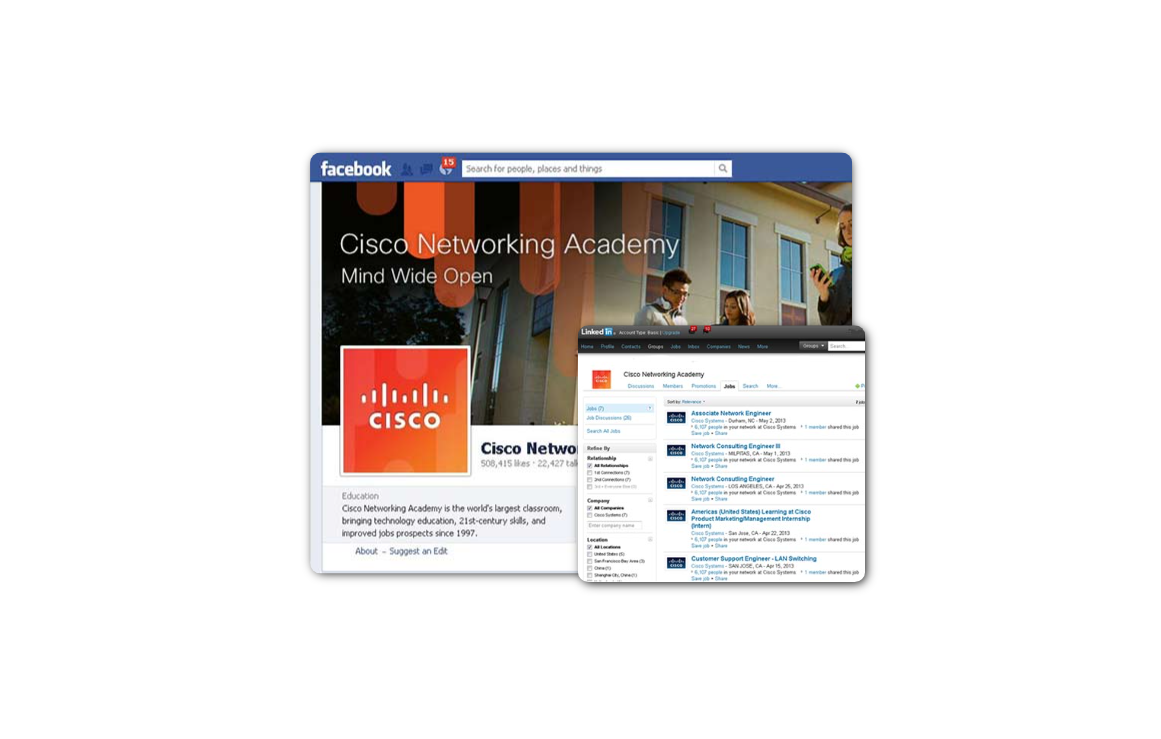 facebook
15
Search for people, places and things
Cisco Networking Academy
Mind Wide Open
CISCO
Cisco Netwo
508,415 likes · 22,427 talk
Education
Cisco Networking Academy is the world's largest classroom,
bringing technology education, 21st-century skills, and
improved jobs prospects since 1997.
About – Suggest an Edit
Linked in
Account Type: Basic | Upgrade
Home Profile Contacts Groups Jobs Inbox Companies News More
Groups Search...
Cisco Networking Academy
Discussions Members Promotions Jobs Search More...
Jobs (7)
Job Discussions (28)
Search All Jobs
Refine By
Relationship
All Relationships
1st Connections (7)
2nd Connections (7)
Company
All Companies
Cisco Systems (7)
Enter company name
Location
All Locations
United States (5)
San Francisco Bay Area (3)
China (1)
Shanghai City, China (1)
Sort by: Relevance
Associate Network Engineer
Cisco Systems - Durham, NC - May 2, 2013
6,107 people in your network at Cisco Systems 1 member shared this job
Save job • Share
Network Consulting Engineer III
Cisco Systems - MILPITAS, CA - May 1, 2013
6,107 people in your network at Cisco Systems 1 member shared this job
Save job • Share
Network Consulting Engineer
Cisco Systems - LOS ANGELES, CA - Apr 25, 2013
6,107 people in your network at Cisco Systems 1 member shared this job
Save job • Share
Americas (United States) Learning at Cisco
Product Marketing/Management Internship
(Intern)
Cisco Systems - San Jose, CA - Apr 22, 2013
6,107 people in your network at Cisco Systems 1 member shared this job
Save job • Share
Customer Support Engineer - LAN Switching
Cisco Systems - SAN JOSE, CA - Apr 15, 2013
6,107 people in your network at Cisco Systems 1 member shared this job
Save job • Share